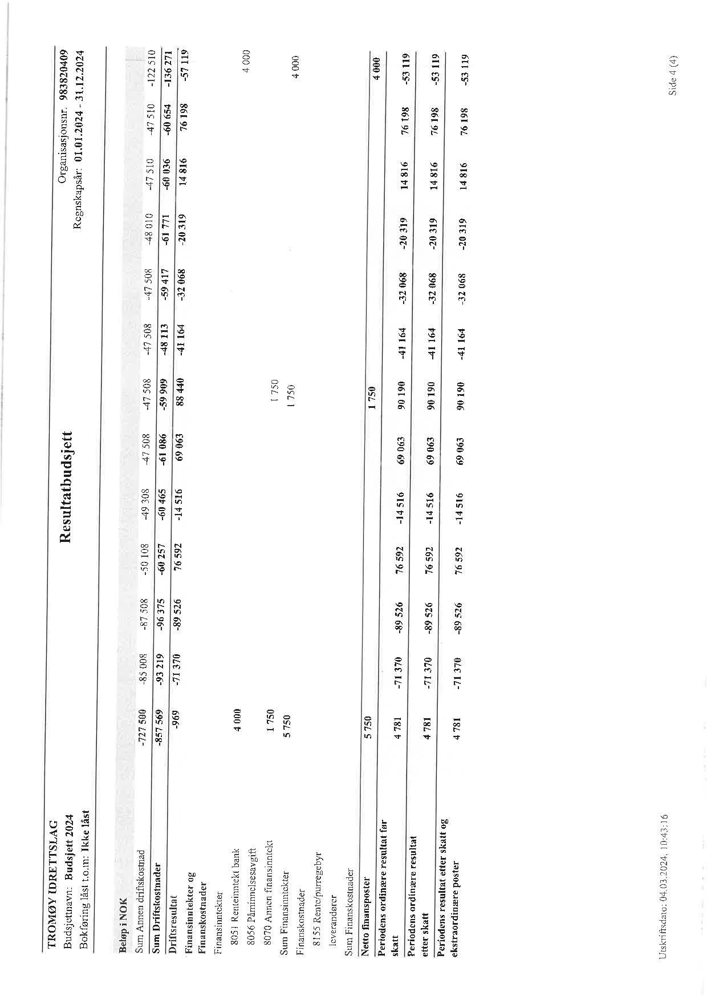 TROMØY IDRETTSLAG
Resultatbudsjett
Organisasjonsnr. 983820409
Budsjettnavn: Budsjett 2024
Regnskapsår: 01.01.2024 - 31.12.2024
Bokføring låst t.o.m: Ikke låst
Beløp i NOK
Sum Annen driftskostnad -727 500 -85 008 -87 508 -50 108 -49 308 -47 508 -47 508 -47 508 -47 508 -48 010 -47 510 -47 510 -122 510
Sum Driftskostnader -857 569 -93 219 -96 375 -60 257 -60 465 -61 086 -59 909 -48 113 -59 417 -61 771 -60 036 -60 654 -136 271
Driftsresultat -969 -71 370 -89 526 76 592 -14 516 69 063 88 440 -41 164 -32 068 -20 319 14 816 76 198 -57 119
Finansinntekter og
Finanskostnader
Finansinntekter
8051 Renteinntekt bank 4 000 4 000
8056 Påminnelsesavgift
8070 Annen finansinntekt 1 750 1 750
Sum Finansinntekter 5 750 1 750 4 000
Finanskostnader
8155 Rente/purregebyr
leverandører
Sum Finanskostnader
Netto finansposter 5 750 1 750 4 000
Periodens ordinære resultat før
skatt 4 781 -71 370 -89 526 76 592 -14 516 69 063 90 190 -41 164 -32 068 -20 319 14 816 76 198 -53 119
Periodens ordinære resultat
etter skatt 4 781 -71 370 -89 526 76 592 -14 516 69 063 90 190 -41 164 -32 068 -20 319 14 816 76 198 -53 119
Periodens resultat etter skatt og
ekstraordinære poster 4 781 -71 370 -89 526 76 592 -14 516 69 063 90 190 -41 164 -32 068 -20 319 14 816 76 198 -53 119
Utskriftsdato: 04.03.2024, 10:43:16
Side 4 (4)